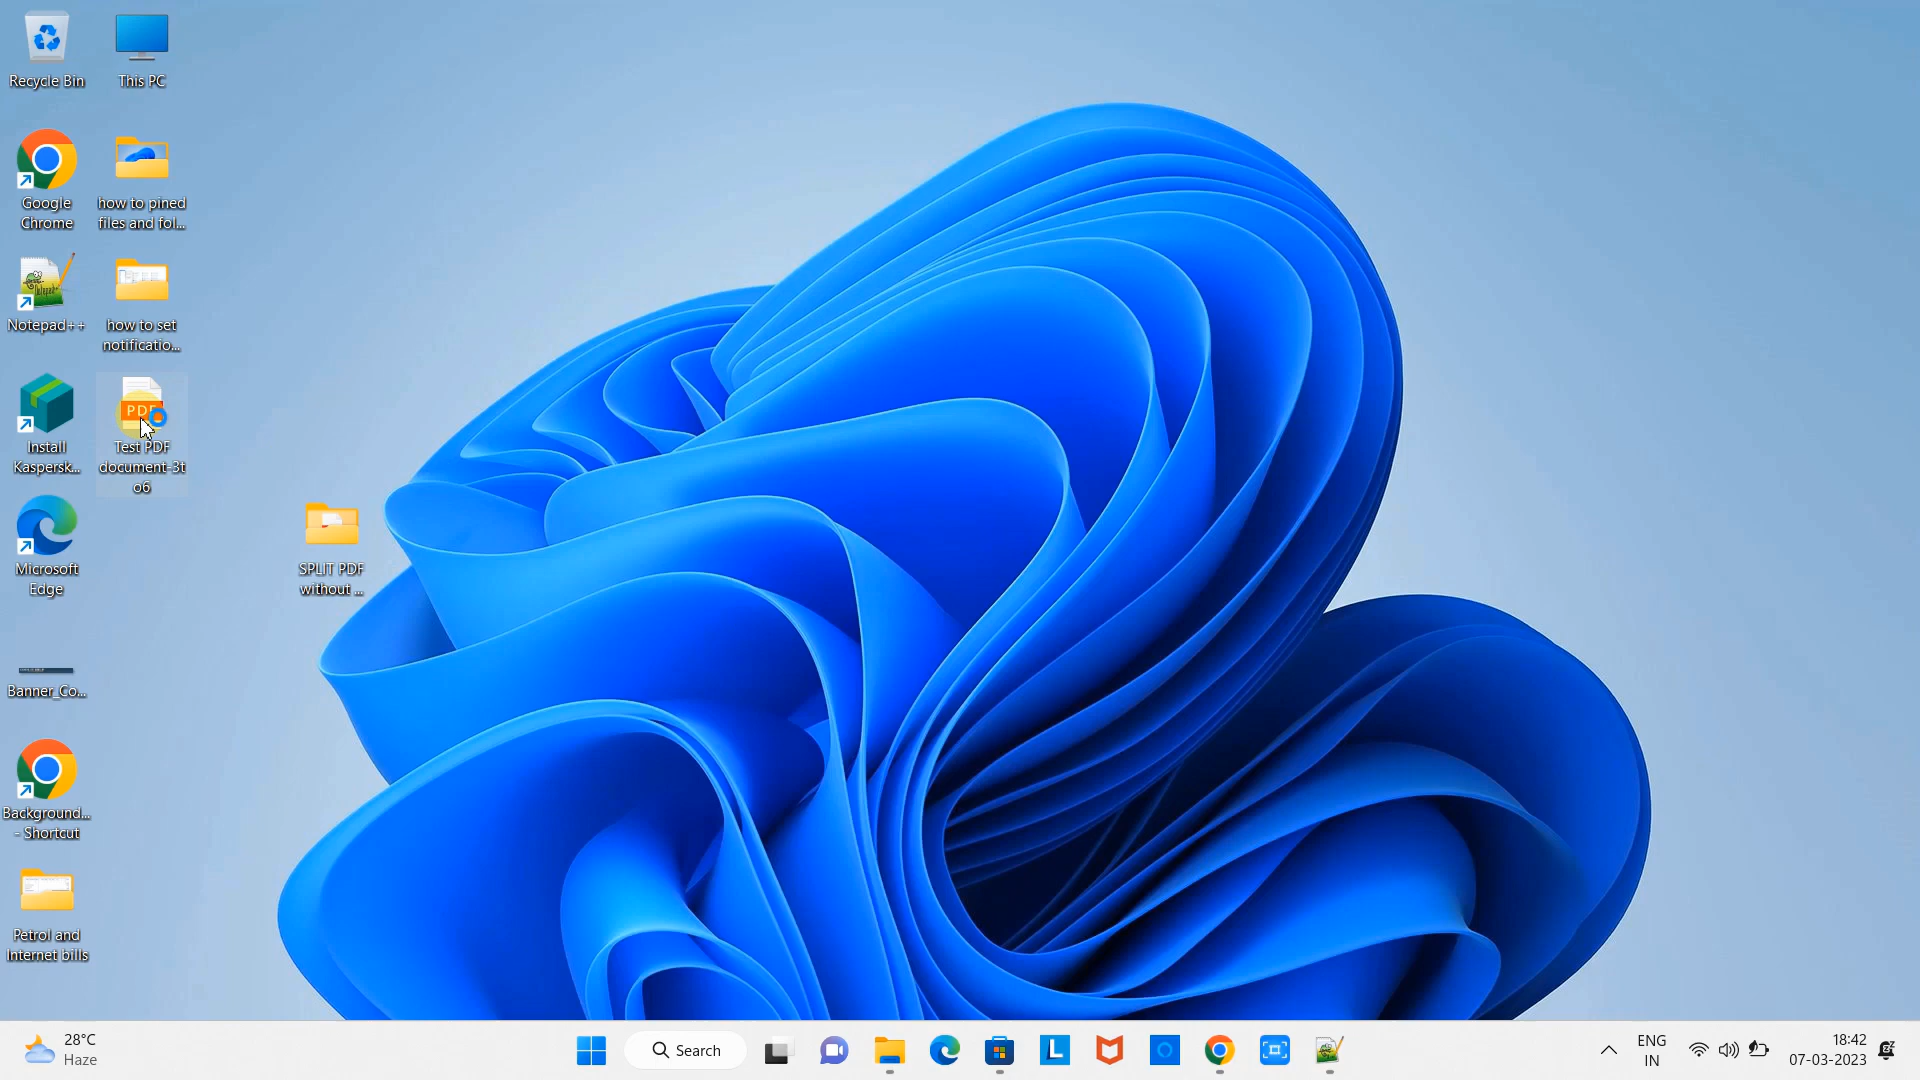 Recycle Bin
This PC
Google
Chrome
how to pined
files and fol...
Notepad++
how to set
notificatio...
Install
Kaspersk...
PDF
Test PDF
document-3t
o6
Microsoft
Edge
SPLIT PDF
without ...
Banner_Co...
Background...
- Shortcut
Petrol and
Internet bills
28°C
Haze
Search
L
ENG
IN
18:42
07-03-2023